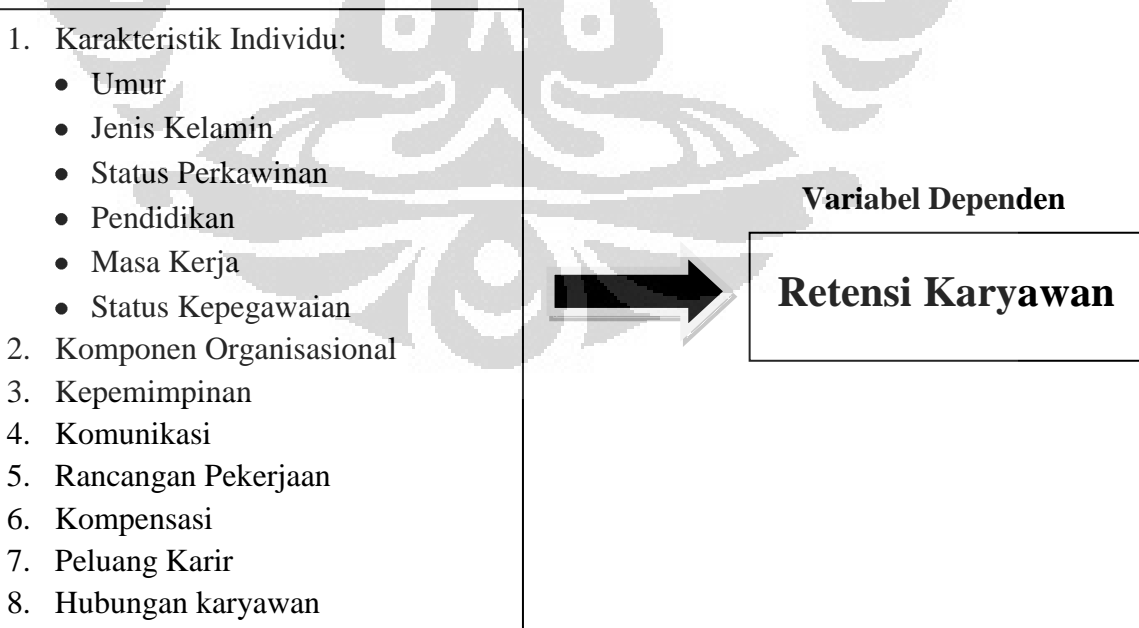 1. Karakteristik Individu:
• Umur
• Jenis Kelamin
• Status Perkawinan
• Pendidikan
• Masa Kerja
• Status Kepegawaian
2. Komponen Organisasional
3. Kepemimpinan
4. Komunikasi
5. Rancangan Pekerjaan
6. Kompensasi
7. Peluang Karir
8. Hubungan karyawan
Variabel Dependen
Retensi Karyawan